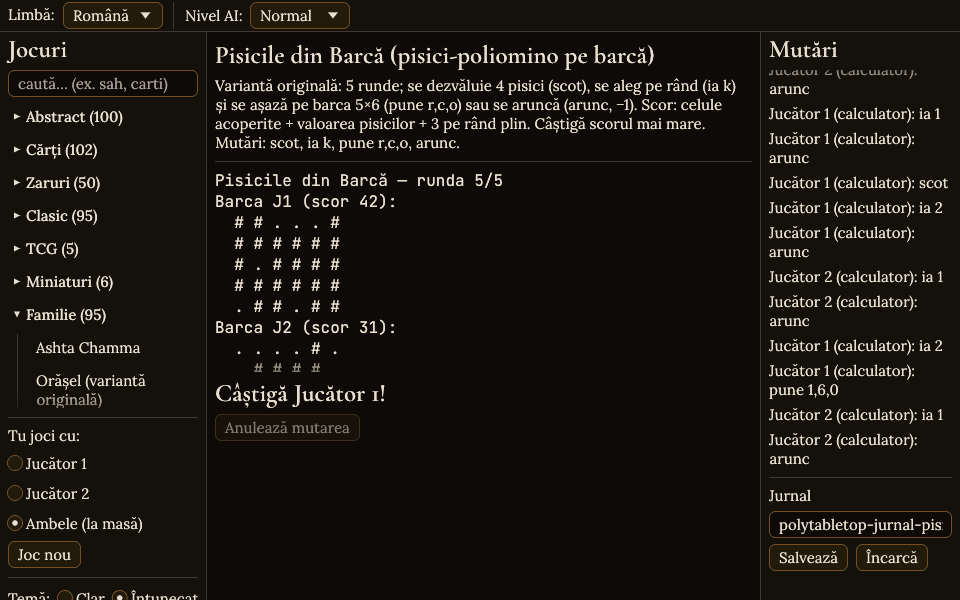 Limbă: Română Nivel AI: Normal
Jocuri
caută... (ex. sah, carti)
Abstract (100)
Cărți (102)
Zaruri (50)
Clasic (95)
TCG (5)
Miniaturi (6)
Familie (95)
Ashta Chamma
Orășel (variantă
originală)
Tu joci cu:
Jucător 1
Jucător 2
Ambele (la masă)
Joc nou
Temă: Clar Întunecat
Pisicile din Barcă (pisici-poliomino pe barcă)
Variantă originală: 5 runde; se dezvăluie 4 pisici (scot), se aleg pe rând (ia k)
și se așază pe barca 5×6 (pune r,c,o) sau se aruncă (arunc, −1). Scor: celule
acoperite + valoarea pisicilor + 3 pe rând plin. Câștigă scorul mai mare.
Mutări: scot, ia k, pune r,c,o, arunc.
Pisicile din Barcă — runda 5/5
Barca J1 (scor 42):
# # . . . #
# # # # # #
# . # # # #
# # # # # #
. # # . # #
Barca J2 (scor 31):
. . . . # .
# # # #
Câștigă Jucător 1!
Anulează mutarea
Mutări
Jucător 2 (calculator):
arunc
Jucător 1 (calculator): ia 1
Jucător 1 (calculator):
arunc
Jucător 1 (calculator): scot
Jucător 1 (calculator): ia 2
Jucător 1 (calculator):
arunc
Jucător 2 (calculator): ia 1
Jucător 2 (calculator):
arunc
Jucător 1 (calculator): ia 2
Jucător 1 (calculator):
pune 1,6,0
Jucător 2 (calculator): ia 1
Jucător 2 (calculator):
arunc
Jurnal
polytabletop-jurnal-pis
Salvează Încarcă